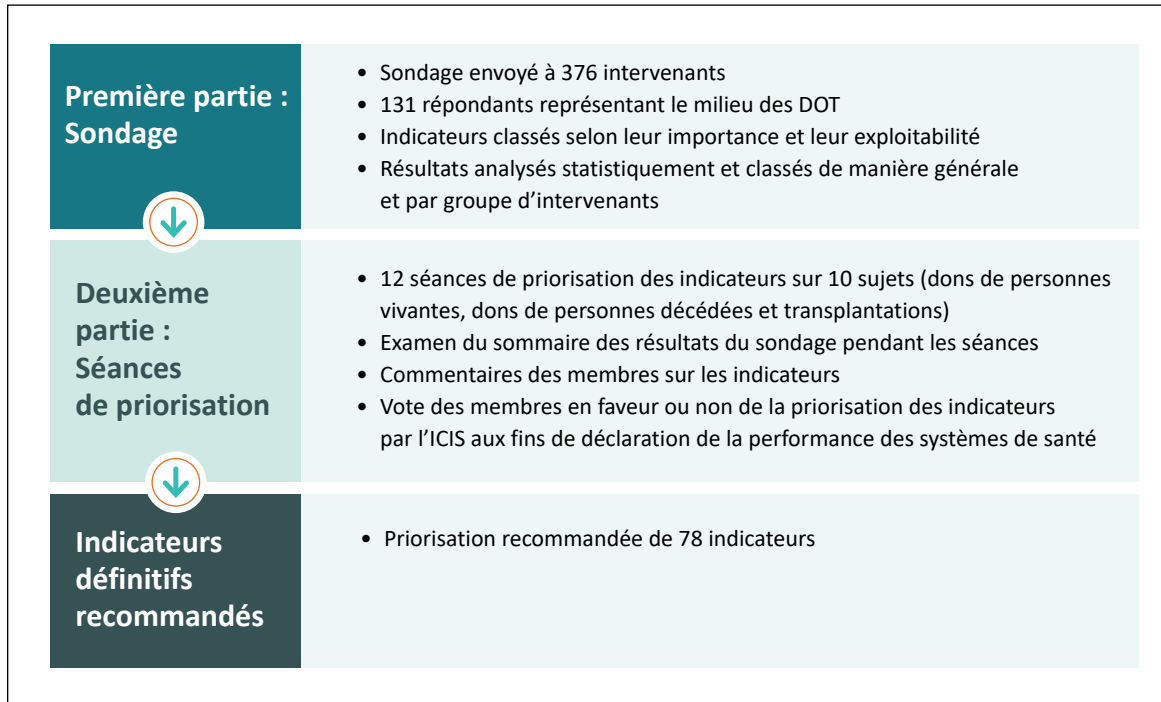 Première partie :
Sondage
• Sondage envoyé à 376 intervenants
• 131 répondants représentant le milieu des DOT
• Indicateurs classés selon leur importance et leur exploitabilité
• Résultats analysés statistiquement et classés de manière générale
et par groupe d’intervenants
Deuxième
partie :
Séances
de priorisation
• 12 séances de priorisation des indicateurs sur 10 sujets (dons de personnes
vivantes, dons de personnes décédées et transplantations)
• Examen du sommaire des résultats du sondage pendant les séances
• Commentaires des membres sur les indicateurs
• Vote des membres en faveur ou non de la priorisation des indicateurs
par l’ICIS aux fins de déclaration de la performance des systèmes de santé
Indicateurs
définitifs
recommandés
• Priorisation recommandée de 78 indicateurs